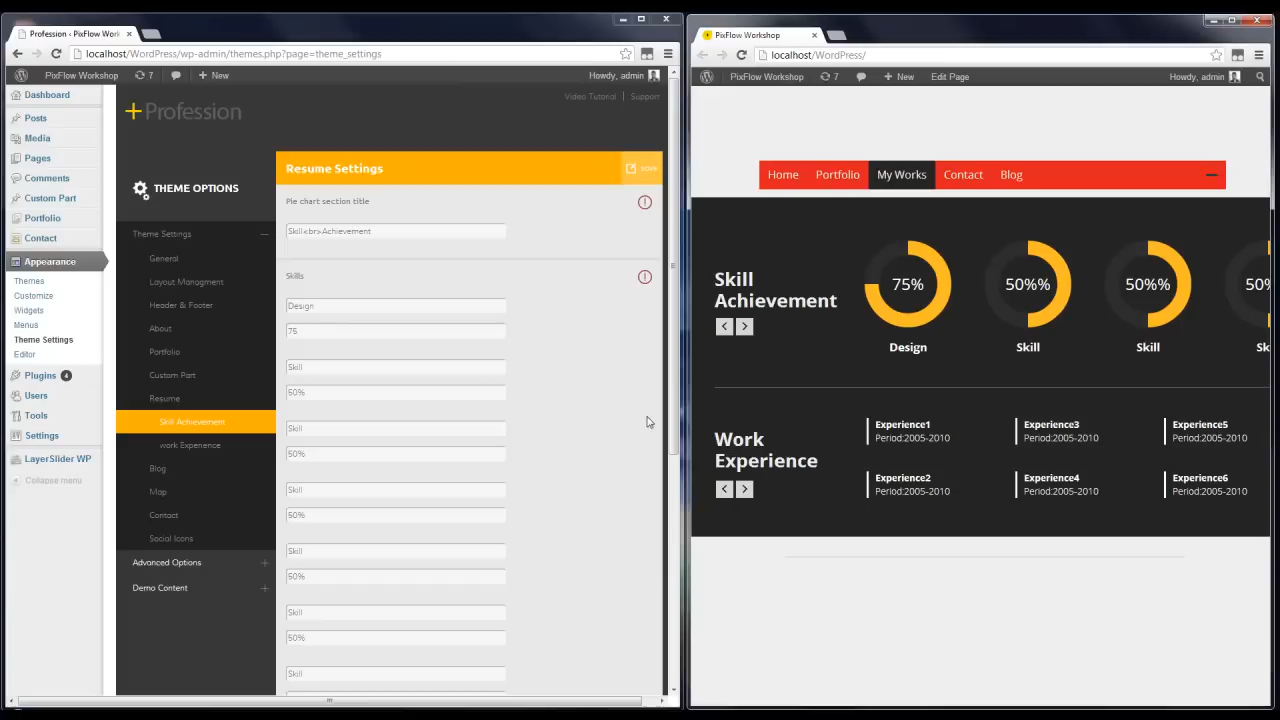 Profession ‹ PixFlow Work
localhost/WordPress/wp-admin/themes.php?page=theme_settings
PixFlow Workshop
7
New
Howdy, admin
Dashboard
Posts
Media
Pages
Comments
Custom Part
Portfolio
Contact
Appearance
Themes
Customize
Widgets
Menus
Theme Settings
Editor
Plugins 4
Users
Tools
Settings
LayerSlider WP
Collapse menu
+Profession
Video Tutorial | Support
THEME OPTIONS
Theme Settings
General
Layout Managment
Header & Footer
About
Portfolio
Custom Part
Resume
Skill Achievement
work Experience
Blog
Map
Contact
Social Icons
Advanced Options
Demo Content
Resume Settings
SAVE
Pie chart section title
Skill<br>Achievement
Skills
Design
75
Skill
50%
Skill
50%
Skill
50%
Skill
50%
Skill
50%
Skill
PixFlow Workshop
localhost/WordPress/
PixFlow Workshop
7
New
Edit Page
Howdy, admin
Home
Portfolio
My Works
Contact
Blog
Skill
Achievement
75%
Design
50%%
Skill
50%%
Skill
50%
Sk
Work
Experience
Experience1
Period:2005-2010
Experience3
Period:2005-2010
Experience5
Period:2005-2010
Experience2
Period:2005-2010
Experience4
Period:2005-2010
Experience6
Period:2005-2010